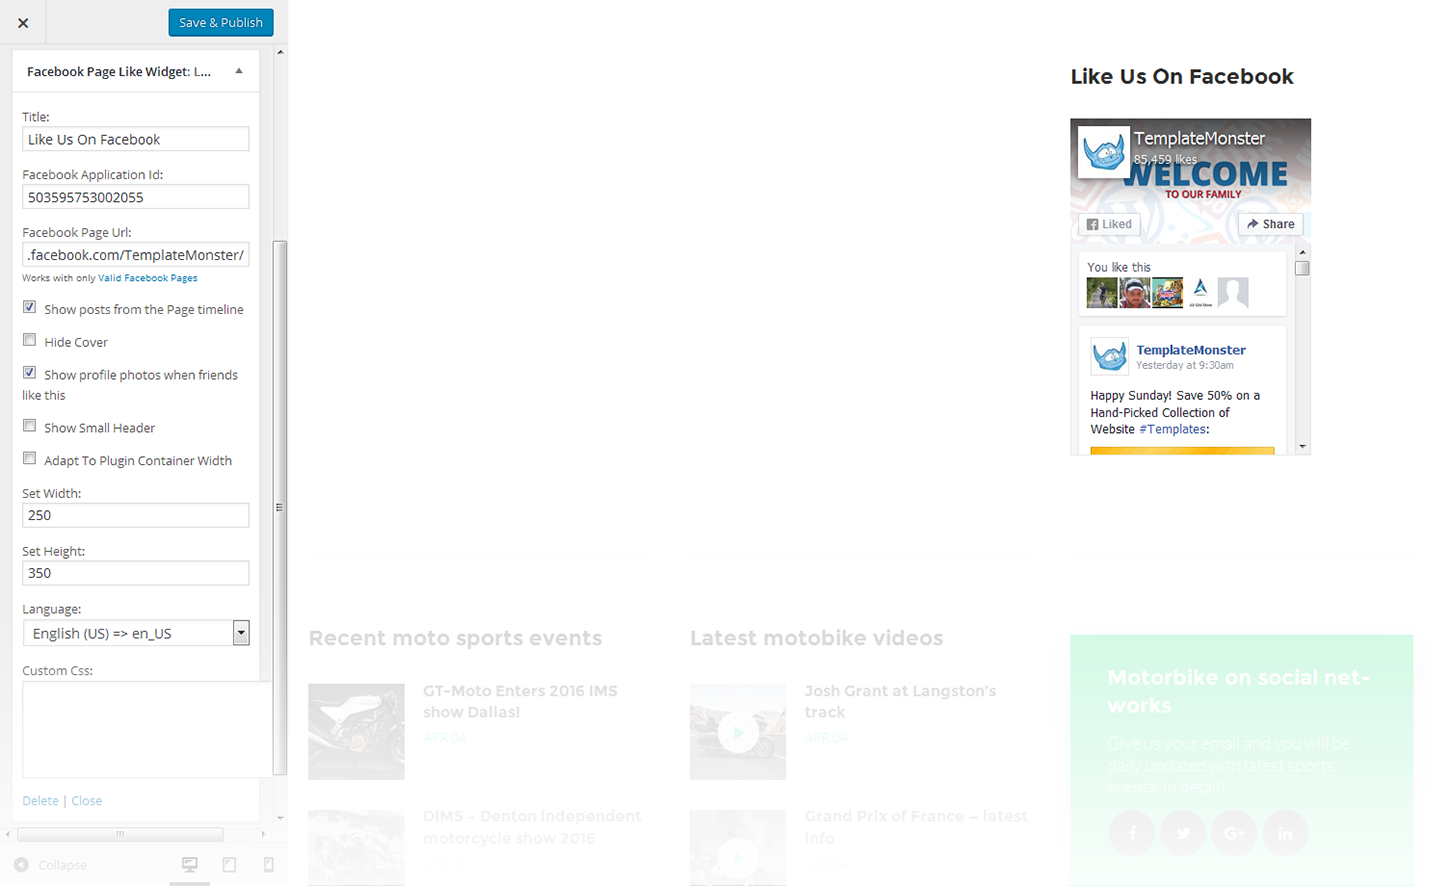 Save & Publish
Facebook Page Like Widget: L...
Title:
Like Us On Facebook
Facebook Application Id:
503595753002055
Facebook Page Url:
.facebook.com/TemplateMonster/
Works with only Valid Facebook Pages
Show posts from the Page timeline
Hide Cover
Show profile photos when friends
like this
Show Small Header
Adapt To Plugin Container Width
Set Width:
250
Set Height:
350
Language:
English (US) => en_US
Custom Css:
Delete | Close
Collapse
Like Us On Facebook
TemplateMonster
85,459 likes
WELCOME
TO OUR FAMILY
Liked
Share
You like this
TemplateMonster
Yesterday at 9:30am
Happy Sunday! Save 50% on a
Hand-Picked Collection of
Website #Templates:
Recent moto sports events
GT-Moto Enters 2016 IMS
show Dallas!
APR 04
DIMS – Denton independent
motorcycle show 2016
Latest motobike videos
Josh Grant at Langston's
track
APR 04
Grand Prix of France – latest
info
Motorbike on social net-
works
Give us your email and you will be
daily updated with latest sports
events, in detail!